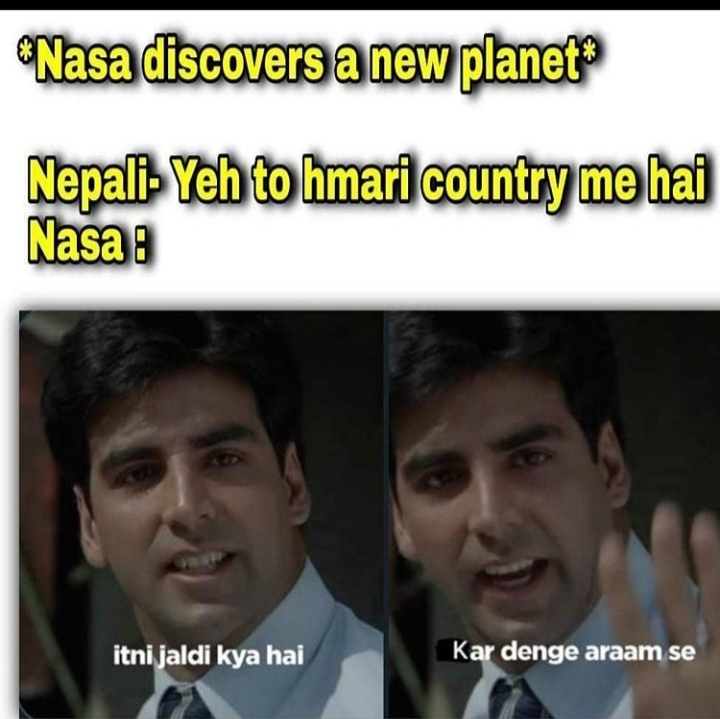 *Nasa discovers a new planet*
Nepali- Yeh to hmari country me hai
Nasa :
itni jaldi kya hai
Kar denge araam se